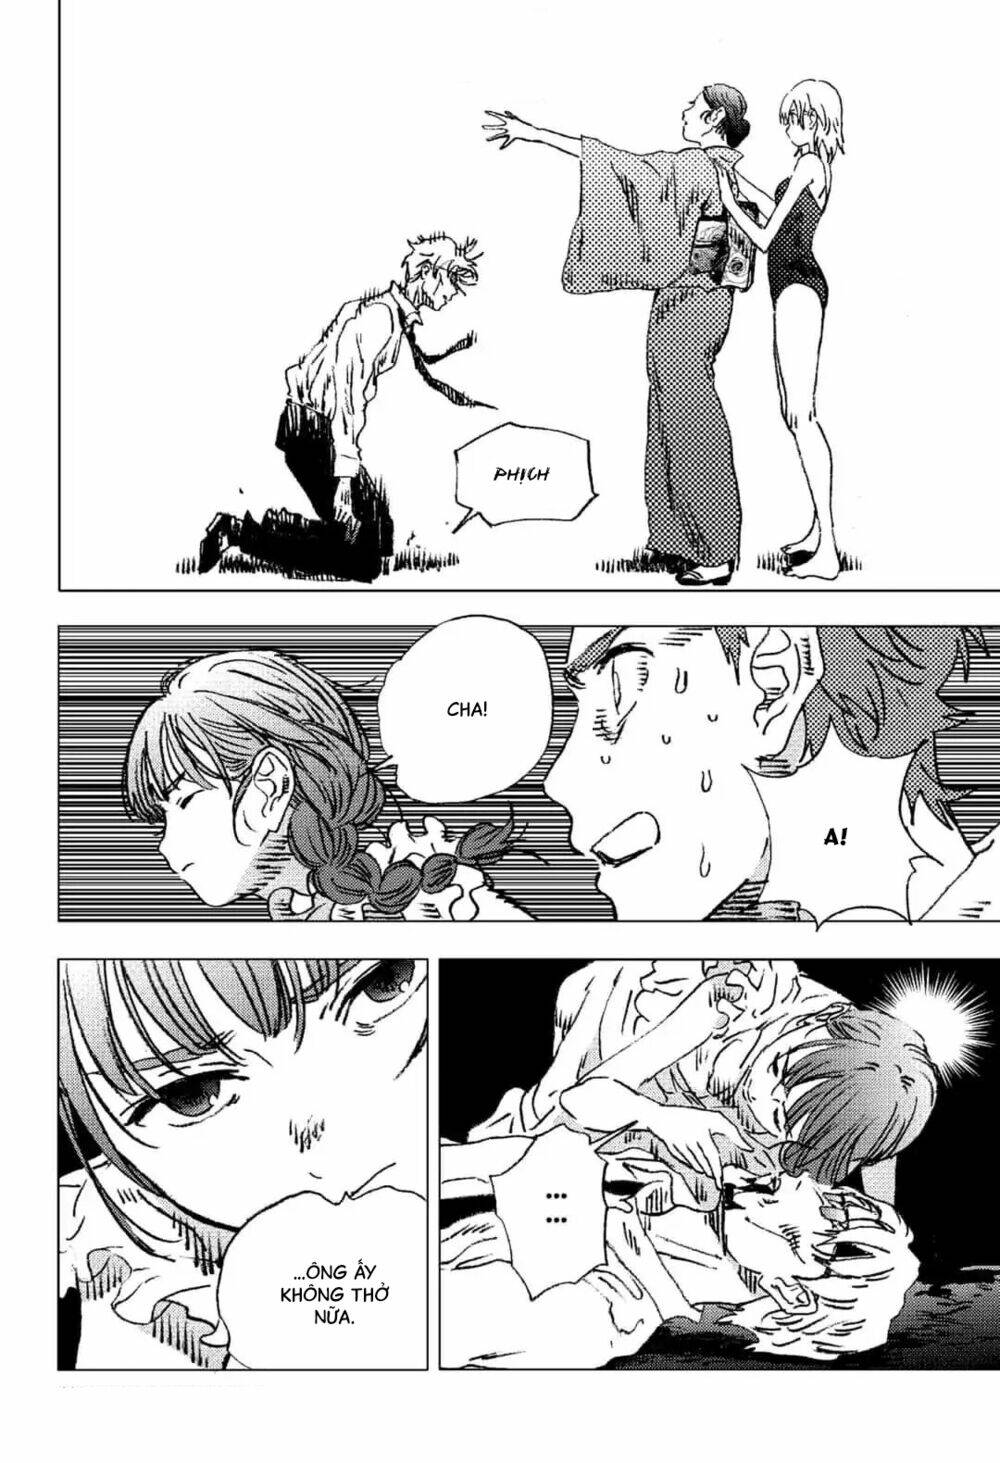 PHỊCH
CHA!
A!
...ÔNG ẤY
KHÔNG THỞ
NỮA.
...
...